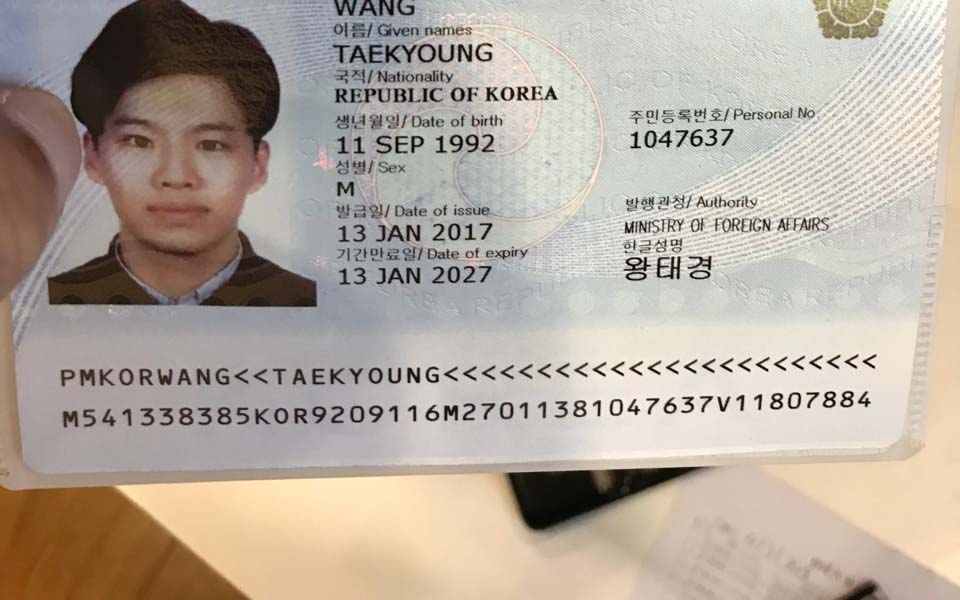 WANG
이름/ Given names
TAEKYOUNG
국적/ Nationality
REPUBLIC OF KOREA
생년월일/ Date of birth
11 SEP 1992
주민등록번호/ Personal No
1047637
성별/ Sex
M
발급일/ Date of issue
13 JAN 2017
발행관청/ Authority
MINISTRY OF FOREIGN AFFAIRS
기간만료일/ Date of expiry
13 JAN 2027
한글성명
왕태경
PMKORWANG<<TAEKYOUNG<<<<<<<<<<<<<<<<<<<<<<<<
M541338385KOR9209116M27011381047637V11807884